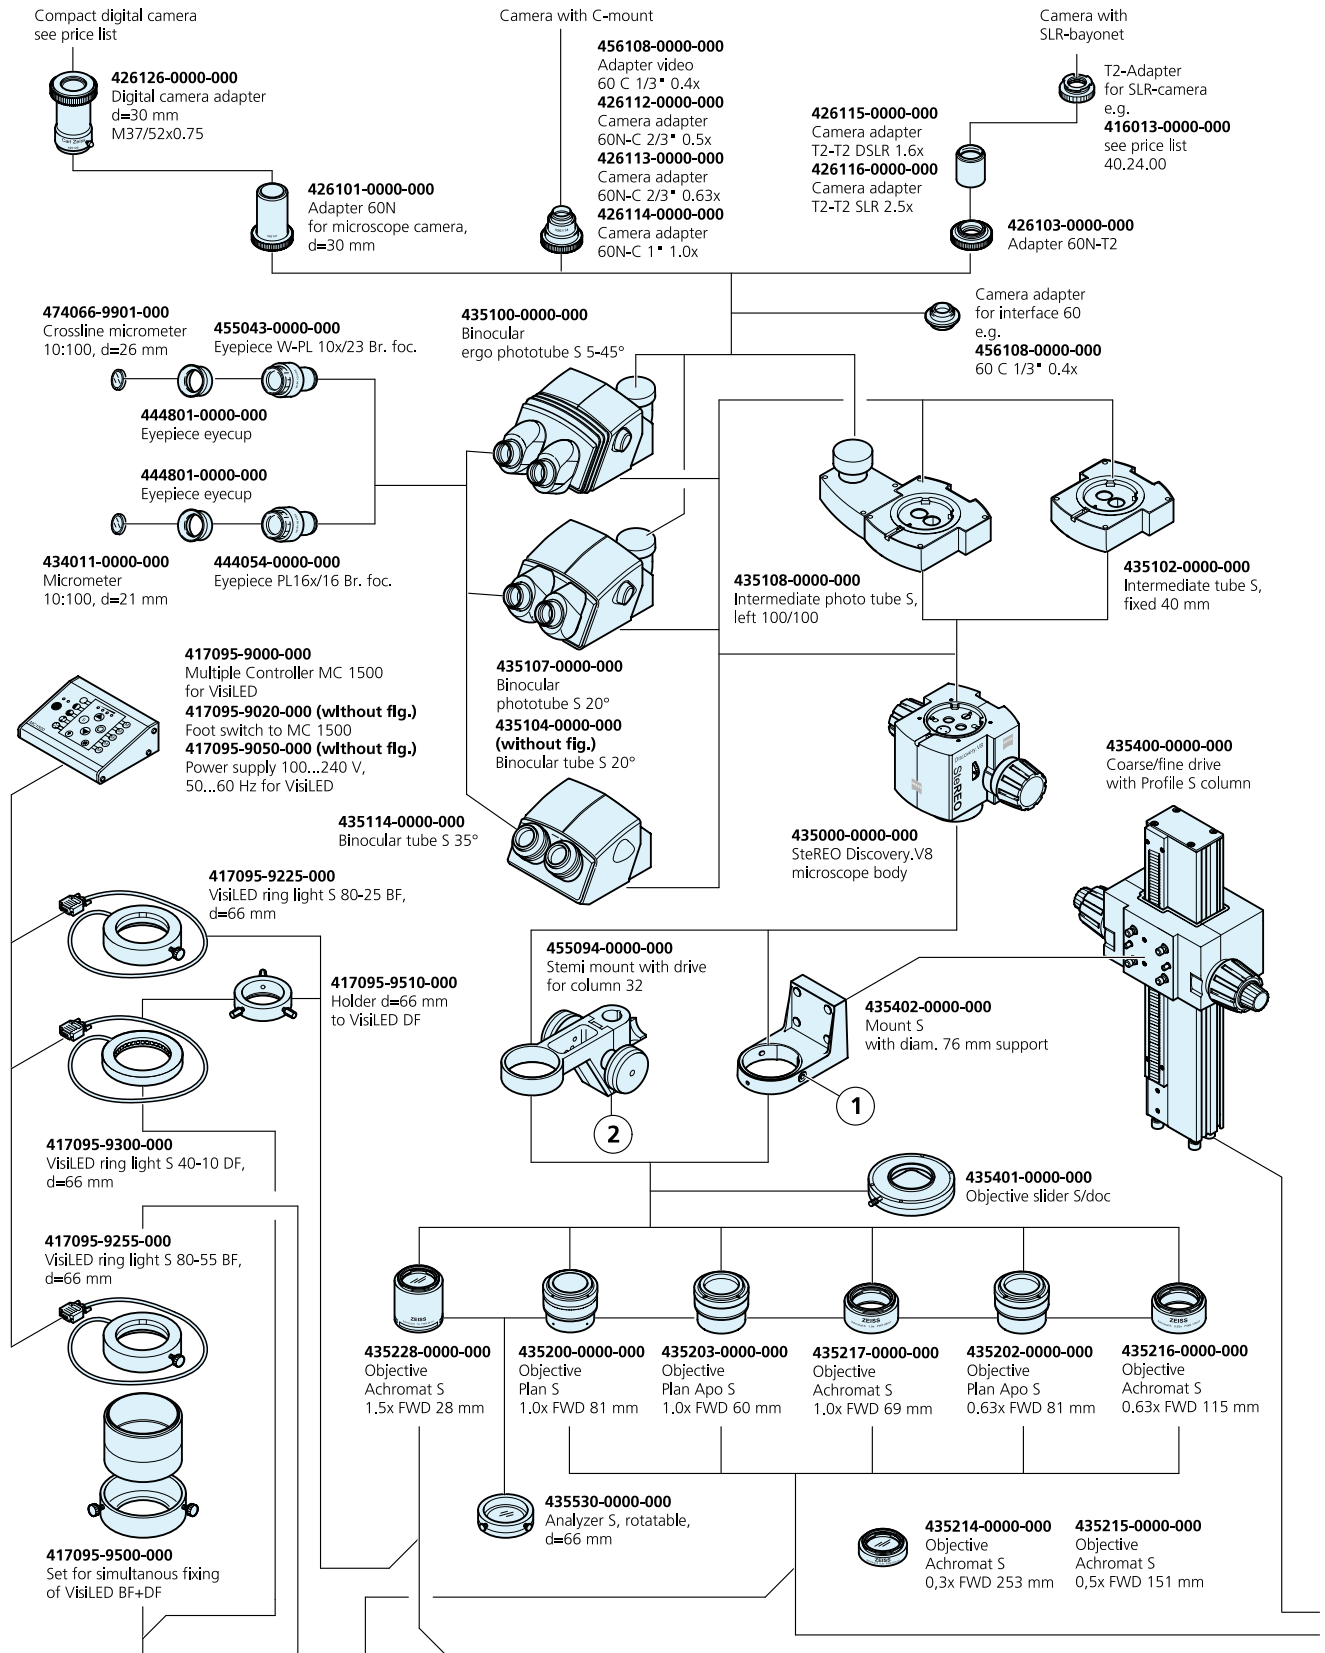 Compact digital camera
see price list
Camera with C-mount
Camera with
SLR-bayonet
426126-0000-000
Digital camera adapter
d=30 mm
M37/52x0.75
456108-0000-000
Adapter video
60 C 1/3" 0.4x
426112-0000-000
Camera adapter
60N-C 2/3" 0.5x
426113-0000-000
Camera adapter
60N-C 2/3" 0.63x
426114-0000-000
Camera adapter
60N-C 1" 1.0x
426115-0000-000
Camera adapter
T2-T2 DSLR 1.6x
426116-0000-000
Camera adapter
T2-T2 SLR 2.5x
T2-Adapter
for SLR-camera
e.g.
416013-0000-000
see price list
40.24.00
426101-0000-000
Adapter 60N
for microscope camera,
d=30 mm
426103-0000-000
Adapter 60N-T2
Camera adapter
for interface 60
e.g.
456108-0000-000
60 C 1/3" 0.4x
474066-9901-000
Crossline micrometer
10:100, d=26 mm
455043-0000-000
Eyepiece W-PL 10x/23 Br. foc.
435100-0000-000
Binocular
ergo phototube S 5-45°
444801-0000-000
Eyepiece eyecup
444801-0000-000
Eyepiece eyecup
434011-0000-000
Micrometer
10:100, d=21 mm
444054-0000-000
Eyepiece PL16x/16 Br. foc.
435108-0000-000
Intermediate photo tube S,
left 100/100
435102-0000-000
Intermediate tube S,
fixed 40 mm
417095-9000-000
Multiple Controller MC 1500
for VisiLED
417095-9020-000 (without fig.)
Foot switch to MC 1500
417095-9050-000 (without fig.)
Power supply 100...240 V,
50...60 Hz for VisiLED
435107-0000-000
Binocular
phototube S 20°
435104-0000-000
(without fig.)
Binocular tube S 20°
435114-0000-000
Binocular tube S 35°
Discovery.V8
SteREO
435000-0000-000
SteREO Discovery.V8
microscope body
435400-0000-000
Coarse/fine drive
with Profile S column
417095-9225-000
VisiLED ring light S 80-25 BF,
d=66 mm
417095-9510-000
Holder d=66 mm
to VisiLED DF
455094-0000-000
Stemi mount with drive
for column 32
435402-0000-000
Mount S
with diam. 76 mm support
1
2
417095-9300-000
VisiLED ring light S 40-10 DF,
d=66 mm
435401-0000-000
Objective slider S/doc
417095-9255-000
VisiLED ring light S 80-55 BF,
d=66 mm
ZEISS
ZEISS
ZEISS
435228-0000-000
Objective
Achromat S
1.5x FWD 28 mm
435200-0000-000
Objective
Plan S
1.0x FWD 81 mm
435203-0000-000
Objective
Plan Apo S
1.0x FWD 60 mm
435217-0000-000
Objective
Achromat S
1.0x FWD 69 mm
435202-0000-000
Objective
Plan Apo S
0.63x FWD 81 mm
435216-0000-000
Objective
Achromat S
0.63x FWD 115 mm
435530-0000-000
Analyzer S, rotatable,
d=66 mm
ZEISS
435214-0000-000
Objective
Achromat S
0,3x FWD 253 mm
435215-0000-000
Objective
Achromat S
0,5x FWD 151 mm
417095-9500-000
Set for simultanous fixing
of VisiLED BF+DF